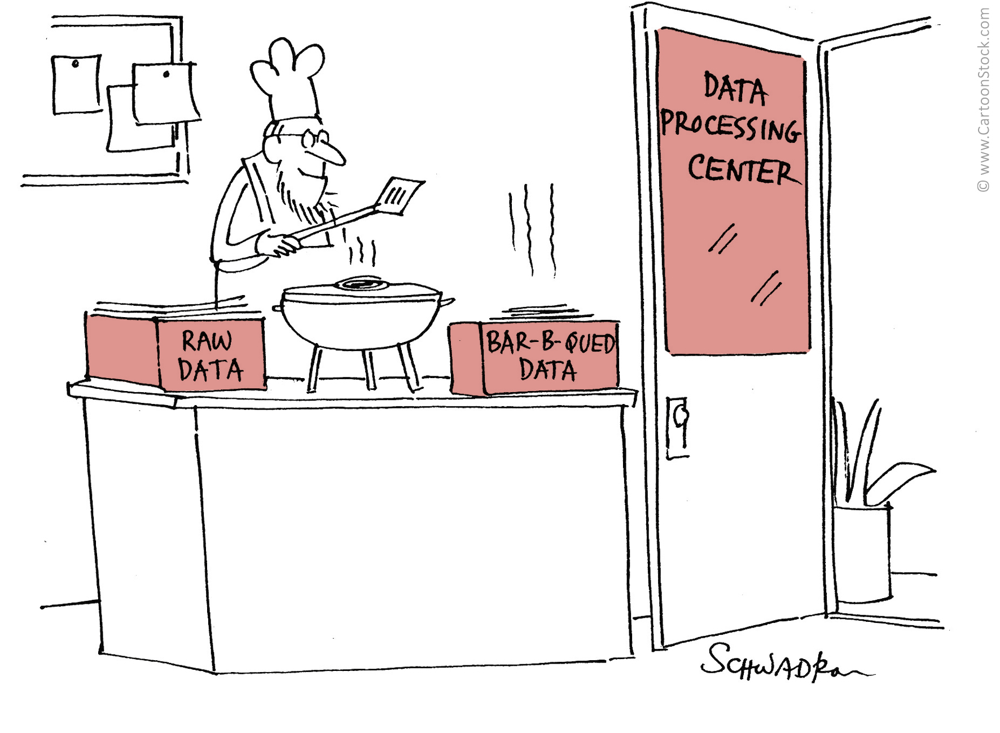 DATA
PROCESSING
CENTER
RAW
DATA
BAR-B-QUED
DATA
SCHWADRON
© www.CartoonStock.com